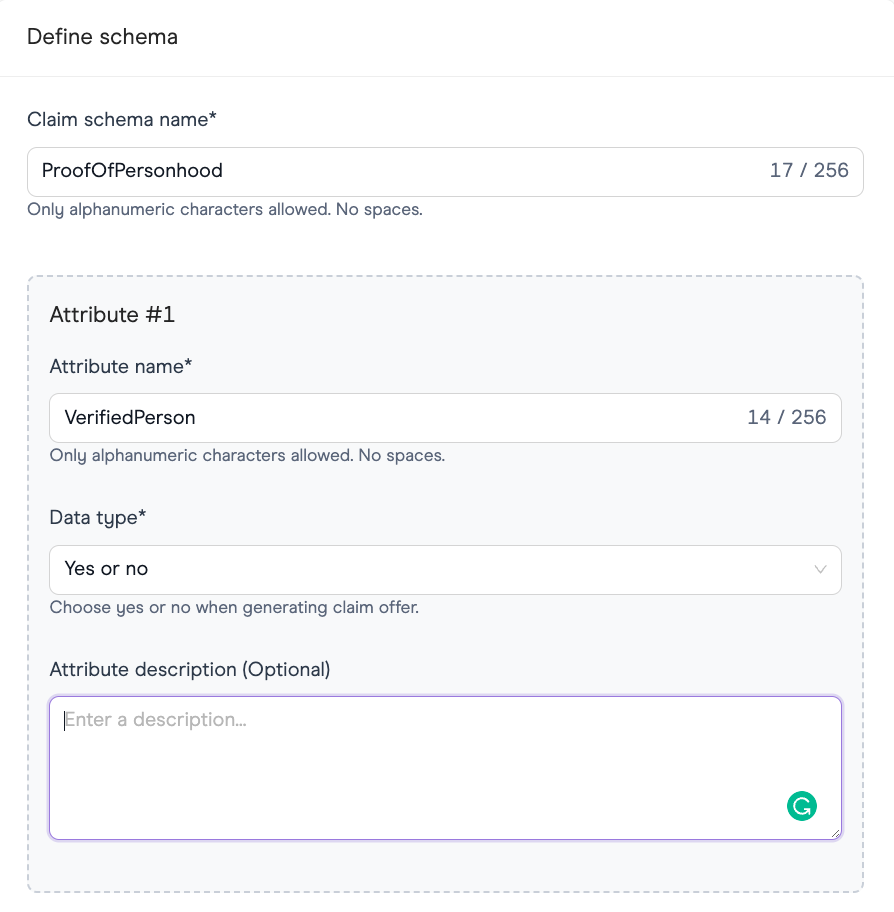 Define schema
Claim schema name*
ProofOfPersonhood 17 / 256
Only alphanumeric characters allowed. No spaces.
Attribute #1
Attribute name*
VerifiedPerson 14 / 256
Only alphanumeric characters allowed. No spaces.
Data type*
Yes or no
Choose yes or no when generating claim offer.
Attribute description (Optional)
Enter a description...